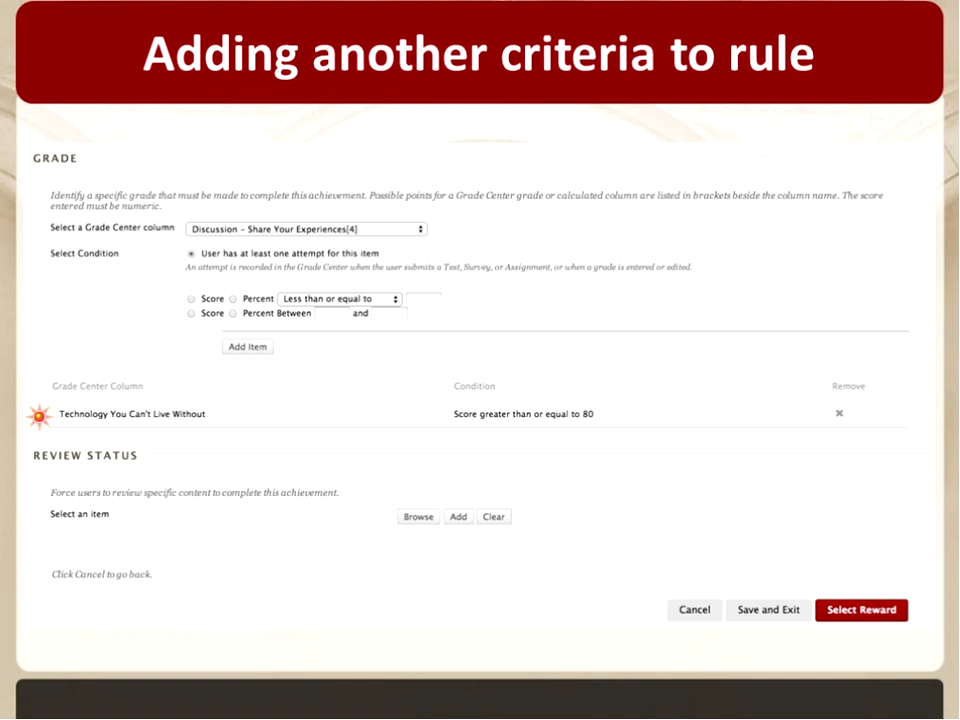 Adding another criteria to rule
GRADE
Identify a specific grade that must be made to complete this achievement. Possible points for a Grade Center grade or calculated column are listed in brackets beside the column name. The score
entered must be numeric.
Select a Grade Center column Discussion - Share Your Experiences[4]
Select Condition User has at least one attempt for this item
An attempt is recorded in the Grade Center when the user submits a Test, Survey, or Assignment, or when a grade is entered or edited.
Score Percent Less than or equal to
Score Percent Between and
Add Item
Grade Center Column Condition Remove
Technology You Can't Live Without Score greater than or equal to 80
REVIEW STATUS
Force users to review specific content to complete this achievement.
Select an item Browse Add Clear
Click Cancel to go back.
Cancel Save and Exit Select Reward